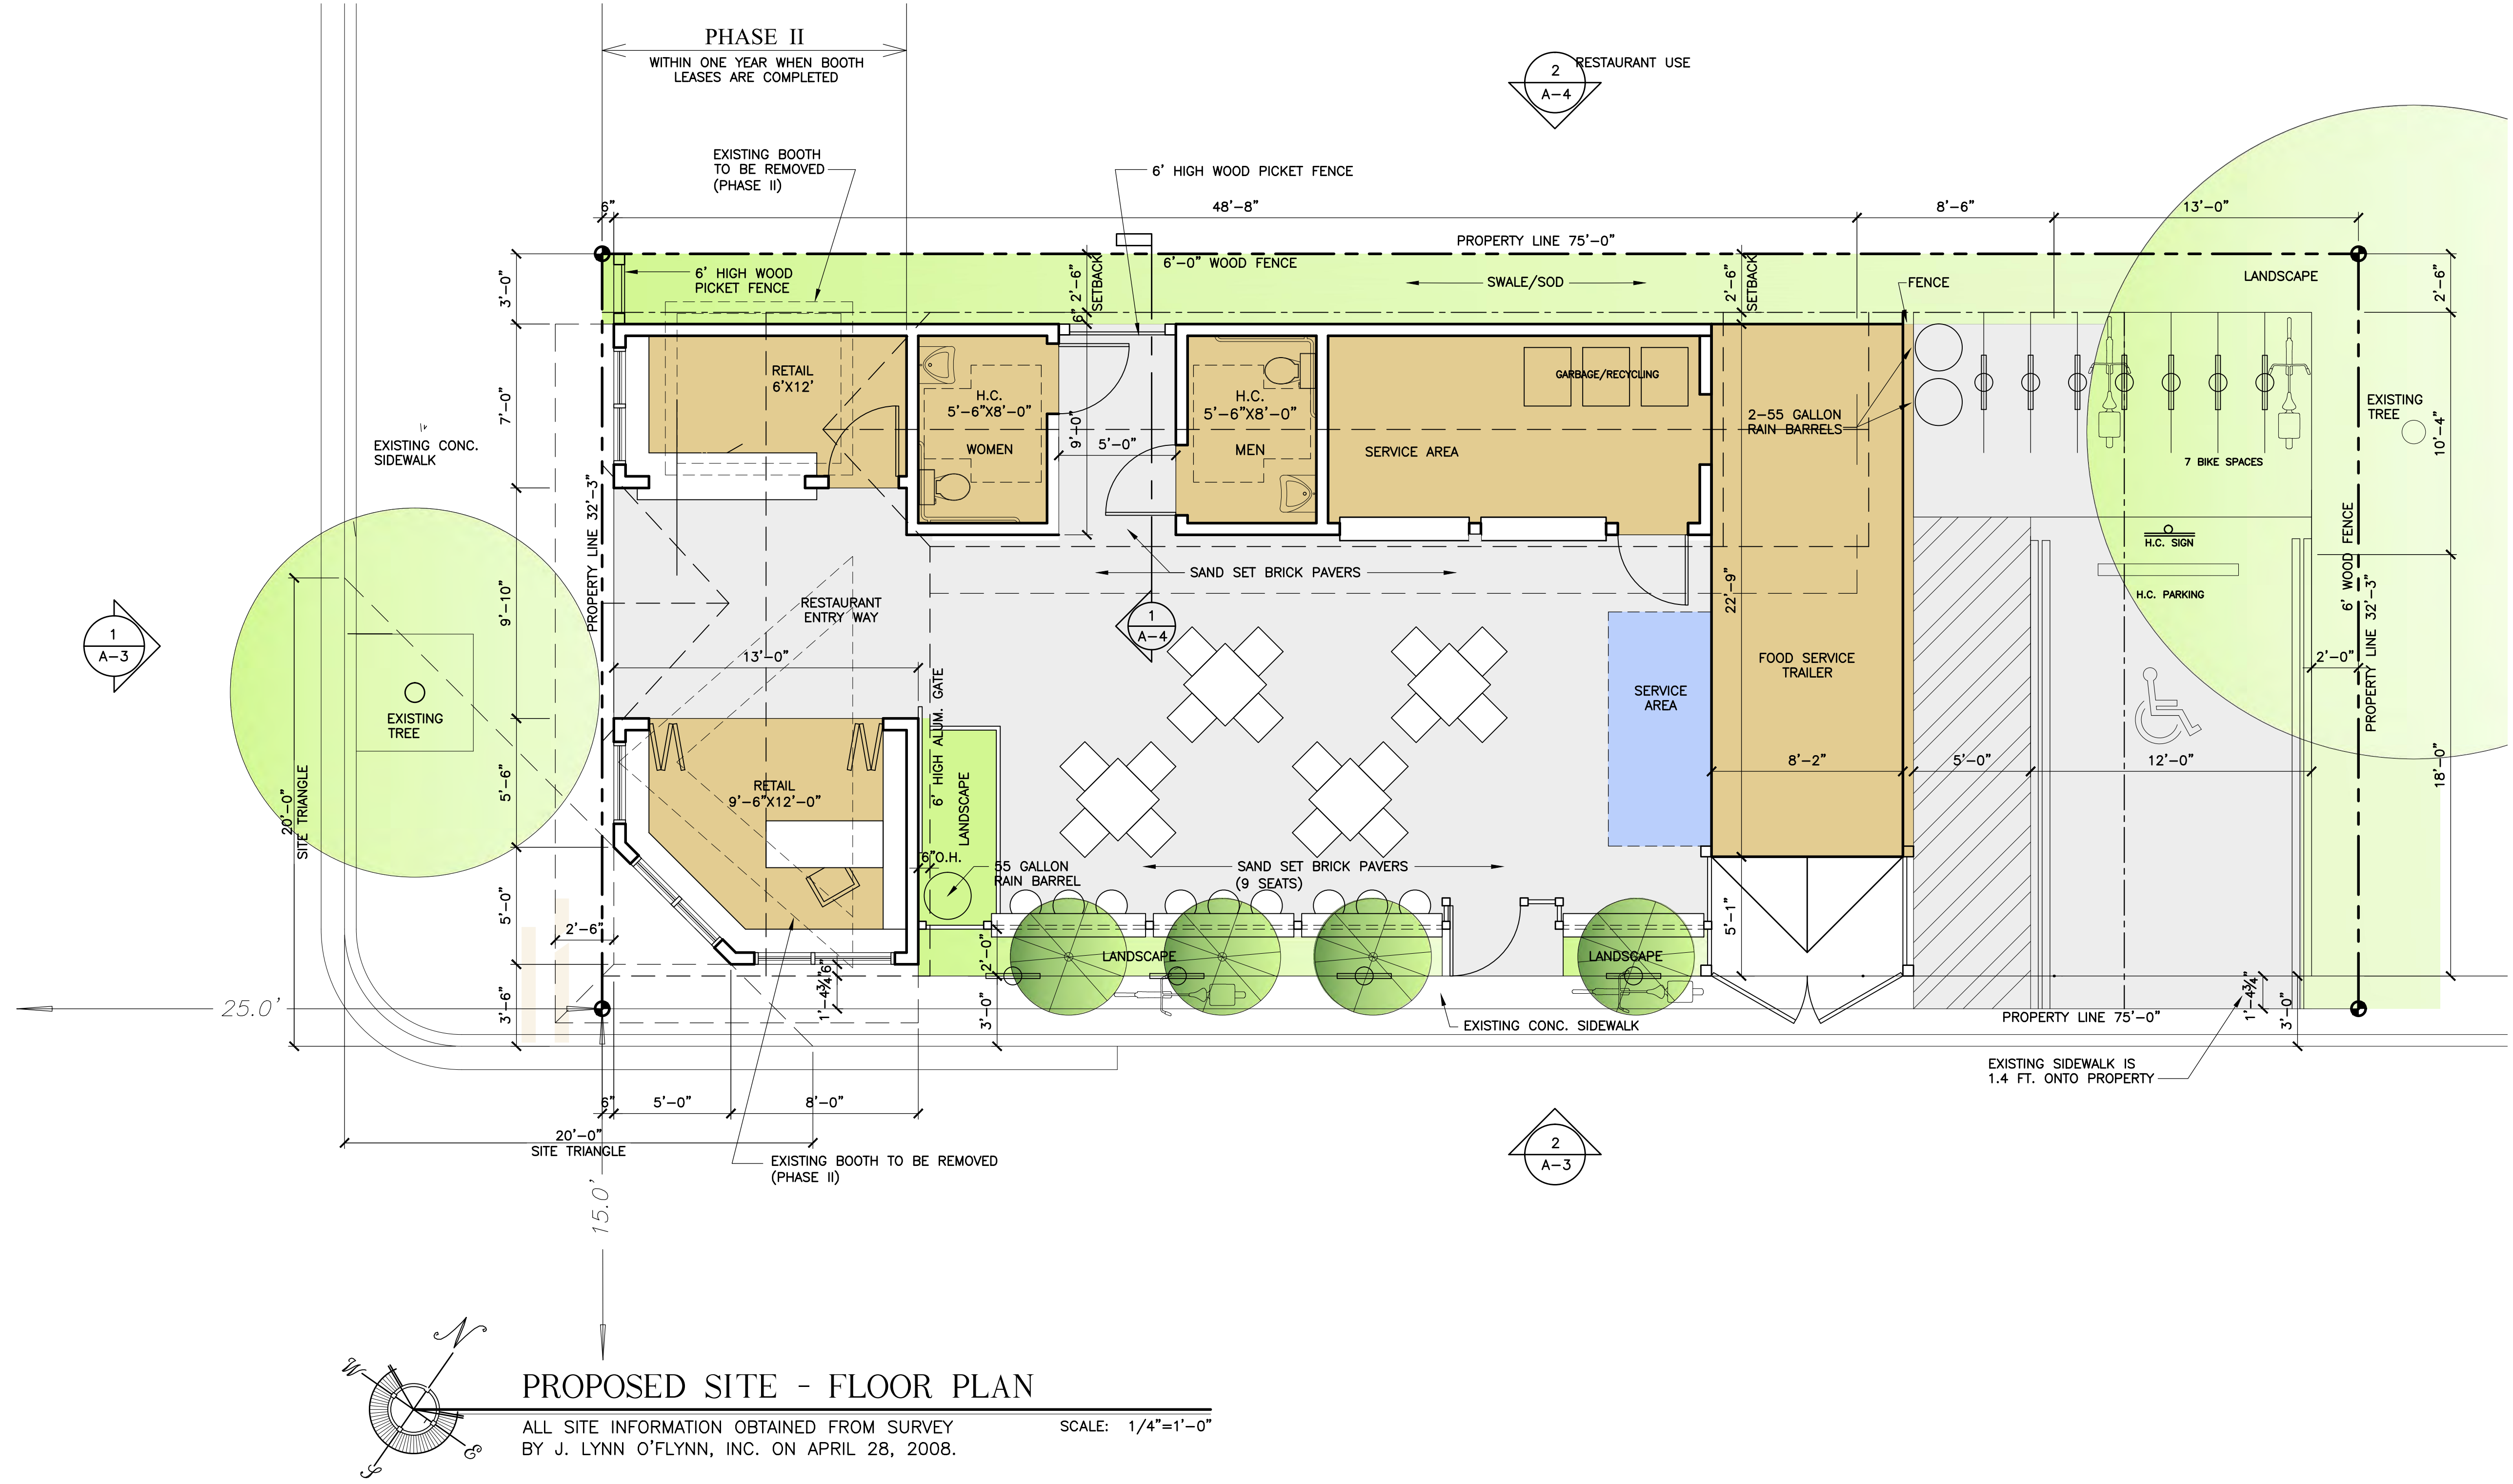 PHASE II
WITHIN ONE YEAR WHEN BOOTH
LEASES ARE COMPLETED
2
A-4
RESTAURANT USE
EXISTING BOOTH
TO BE REMOVED
(PHASE II)
6' HIGH WOOD PICKET FENCE
6"
48'-8"
8'-6"
13'-0"
PROPERTY LINE 75'-0"
6'-0" WOOD FENCE
6' HIGH WOOD
PICKET FENCE
SWALE/SOD
FENCE
LANDSCAPE
3'-0"
2'-6"
SETBACK
6"
2'-6"
SETBACK
2'-6"
RETAIL
6'X12'
H.C.
5'-6"X8'-0"
WOMEN
H.C.
5'-6"X8'-0"
MEN
GARBAGE/RECYCLING
SERVICE AREA
2-55 GALLON
RAIN BARRELS
EXISTING
TREE
7 BIKE SPACES
7'-0"
9'-0"
5'-0"
10'-4"
EXISTING CONC.
SIDEWALK
PROPERTY LINE 32'-3"
6' WOOD FENCE
H.C. SIGN
H.C. PARKING
SAND SET BRICK PAVERS
22'-9"
9'-10"
RESTAURANT
ENTRY WAY
1
A-4
1
A-3
13'-0"
FOOD SERVICE
TRAILER
2'-0"
PROPERTY LINE 32'-3"
SERVICE
AREA
EXISTING
TREE
6' HIGH ALUM. GATE
LANDSCAPE
8'-2"
5'-0"
12'-0"
18'-0"
5'-6"
20'-0"
SITE TRIANGLE
RETAIL
9'-6"X12'-0"
6"O.H.
55 GALLON
RAIN BARREL
SAND SET BRICK PAVERS
(9 SEATS)
5'-0"
2'-6"
5'-1"
2'-0"
LANDSCAPE
LANDSCAPE
6"
1'-4¾"
3'-6"
3'-0"
1'-4¾"
3'-0"
25.0'
EXISTING CONC. SIDEWALK
PROPERTY LINE 75'-0"
EXISTING SIDEWALK IS
1.4 FT. ONTO PROPERTY
6"
5'-0"
8'-0"
20'-0"
SITE TRIANGLE
EXISTING BOOTH TO BE REMOVED
(PHASE II)
2
A-3
15.0'
N
W
E
S
PROPOSED SITE - FLOOR PLAN
ALL SITE INFORMATION OBTAINED FROM SURVEY
BY J. LYNN O'FLYNN, INC. ON APRIL 28, 2008.
SCALE: 1/4"=1'-0"